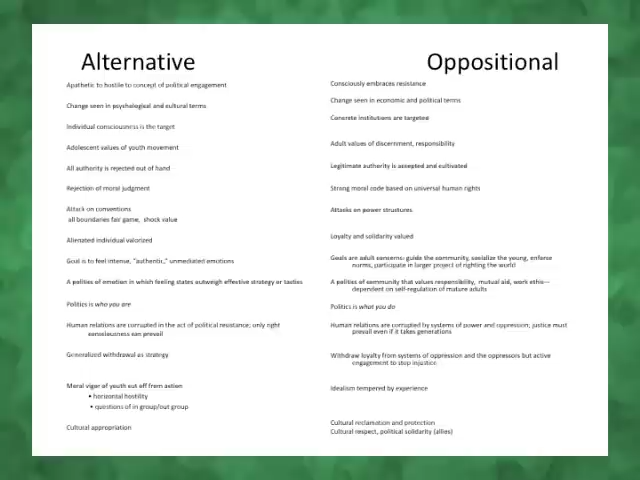 Alternative
Apathetic to hostile to concept of political engagement
Change seen in psychological and cultural terms
Individual consciousness is the target
Adolescent values of youth movement
All authority is rejected out of hand
Rejection of moral judgment
Attack on conventions
all boundaries fair game, shock value
Alienated individual valorized
Goal is to feel intense, "authentic," unmediated emotions
A politics of emotion in which feeling states outweigh effective strategy or tactics
Politics is who you are
Human relations are corrupted in the act of political resistance; only right
consciousness can prevail
Generalized withdrawal as strategy
Moral vigor of youth cut off from action
• horizontal hostility
• questions of in group/out group
Cultural appropriation
Oppositional
Consciously embraces resistance
Change seen in economic and political terms
Concrete institutions are targeted
Adult values of discernment, responsibility
Legitimate authority is accepted and cultivated
Strong moral code based on universal human rights
Attacks on power structures
Loyalty and solidarity valued
Goals are adult concerns: guide the community, socialize the young, enforce
norms, participate in larger project of righting the world
A politics of community that values responsibility, mutual aid, work ethic—
dependent on self-regulation of mature adults
Politics is what you do
Human relations are corrupted by systems of power and oppression; justice must
prevail even if it takes generations
Withdraw loyalty from systems of oppression and the oppressors but active
engagement to stop injustice
Idealism tempered by experience
Cultural reclamation and protection
Cultural respect, political solidarity (allies)